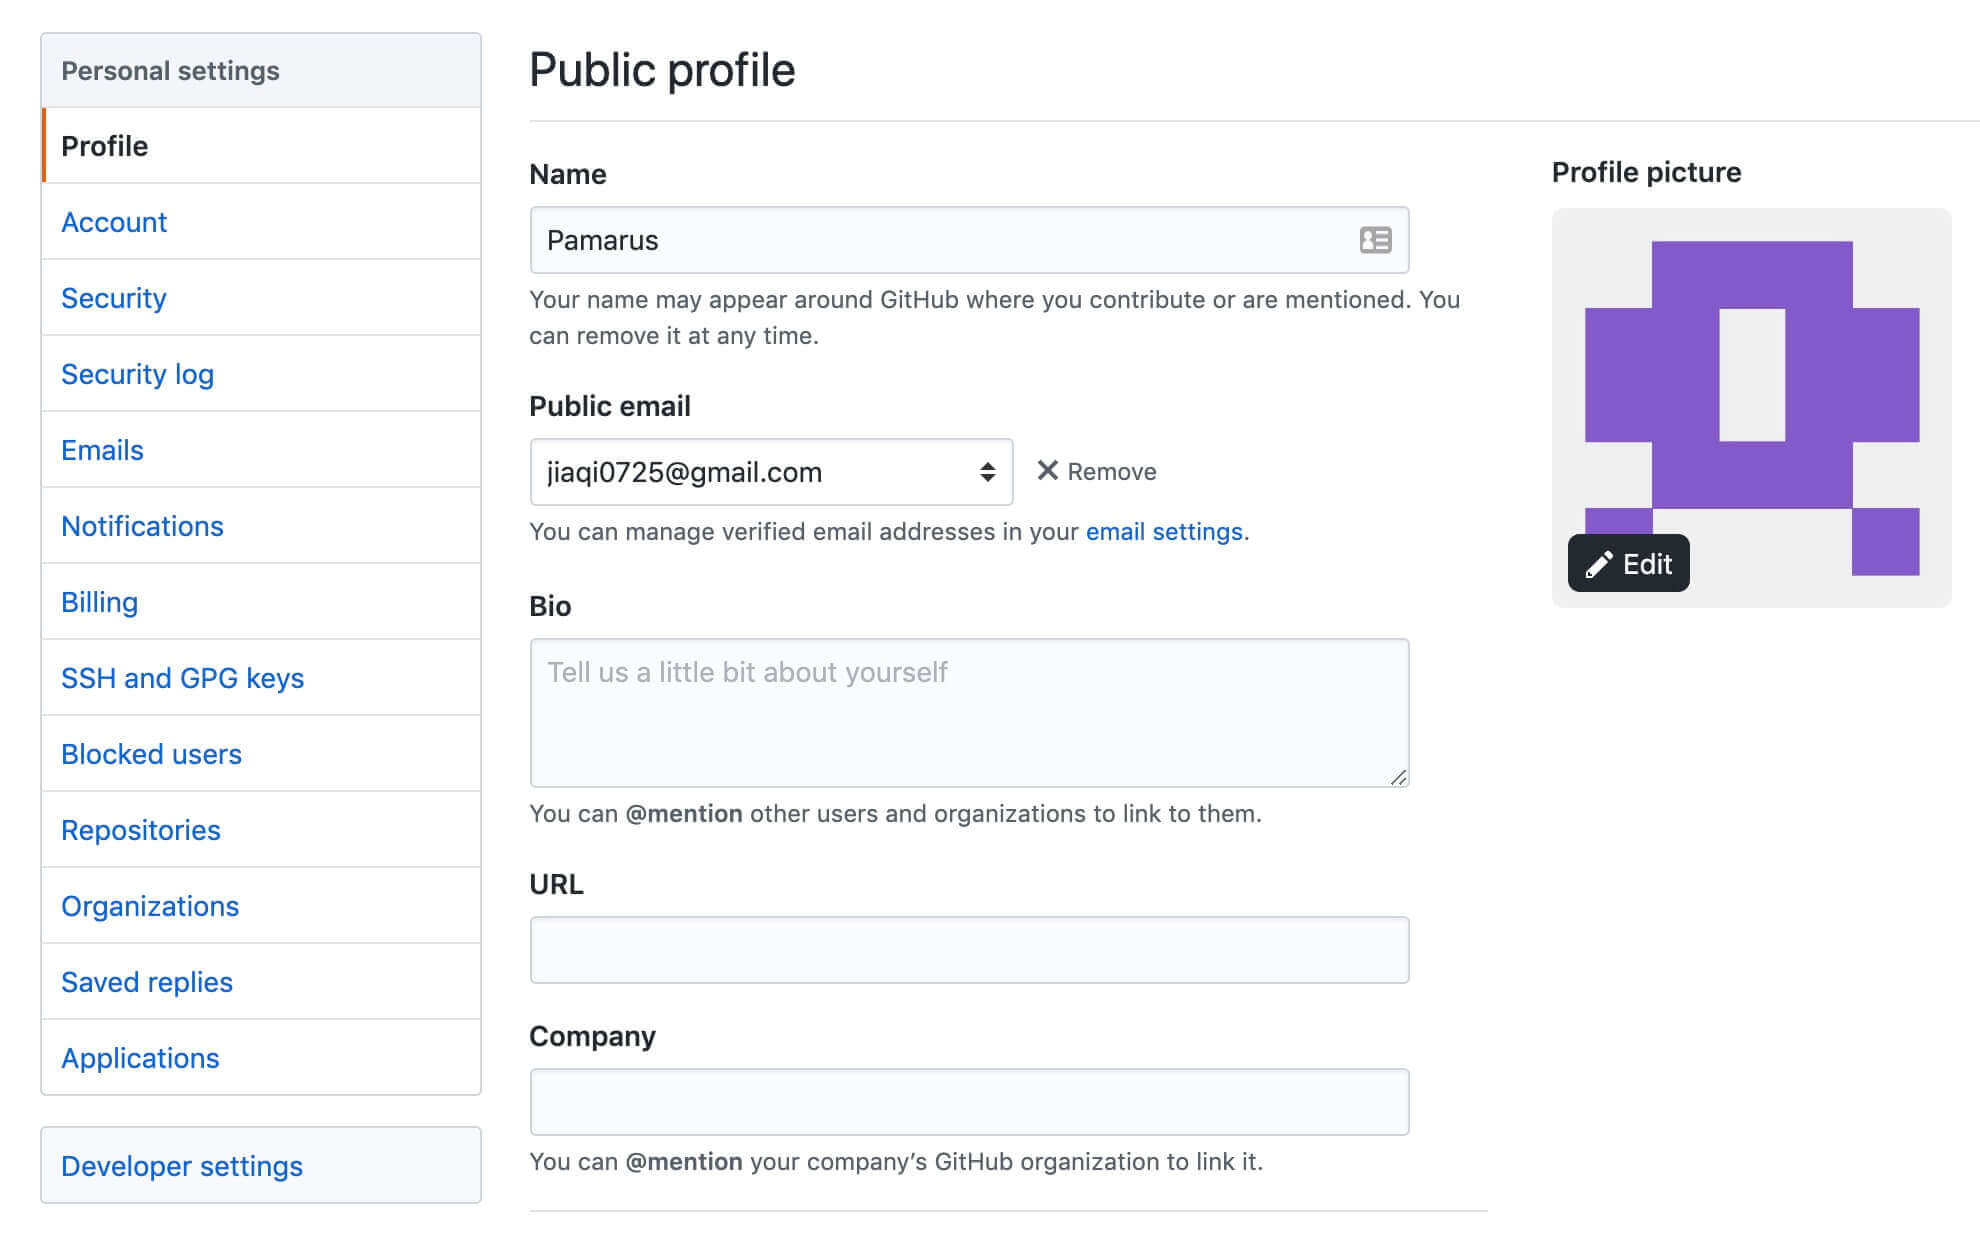 Personal settings
Profile
Account
Security
Security log
Emails
Notifications
Billing
SSH and GPG keys
Blocked users
Repositories
Organizations
Saved replies
Applications
Developer settings
Public profile
Name
Pamarus
Your name may appear around GitHub where you contribute or are mentioned. You
can remove it at any time.
Public email
jiaqi0725@gmail.com
Remove
You can manage verified email addresses in your email settings.
Bio
Tell us a little bit about yourself
You can @mention other users and organizations to link to them.
URL
Company
You can @mention your company’s GitHub organization to link it.
Profile picture
Edit